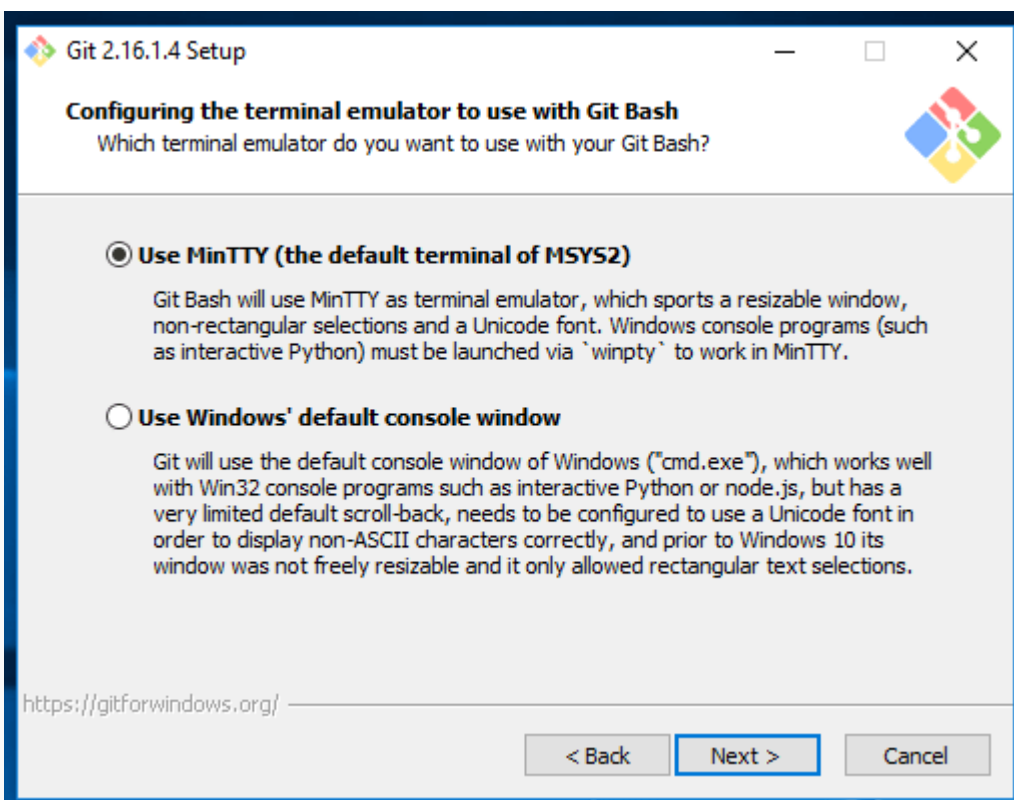 Git 2.16.1.4 Setup
Configuring the terminal emulator to use with Git Bash
Which terminal emulator do you want to use with your Git Bash?
Use MinTTY (the default terminal of MSYS2)
Git Bash will use MinTTY as terminal emulator, which sports a resizable window,
non-rectangular selections and a Unicode font. Windows console programs (such
as interactive Python) must be launched via `winpty` to work in MinTTY.
Use Windows' default console window
Git will use the default console window of Windows ("cmd.exe"), which works well
with Win32 console programs such as interactive Python or node.js, but has a
very limited default scroll-back, needs to be configured to use a Unicode font in
order to display non-ASCII characters correctly, and prior to Windows 10 its
window was not freely resizable and it only allowed rectangular text selections.
https://gitforwindows.org/
< Back Next > Cancel